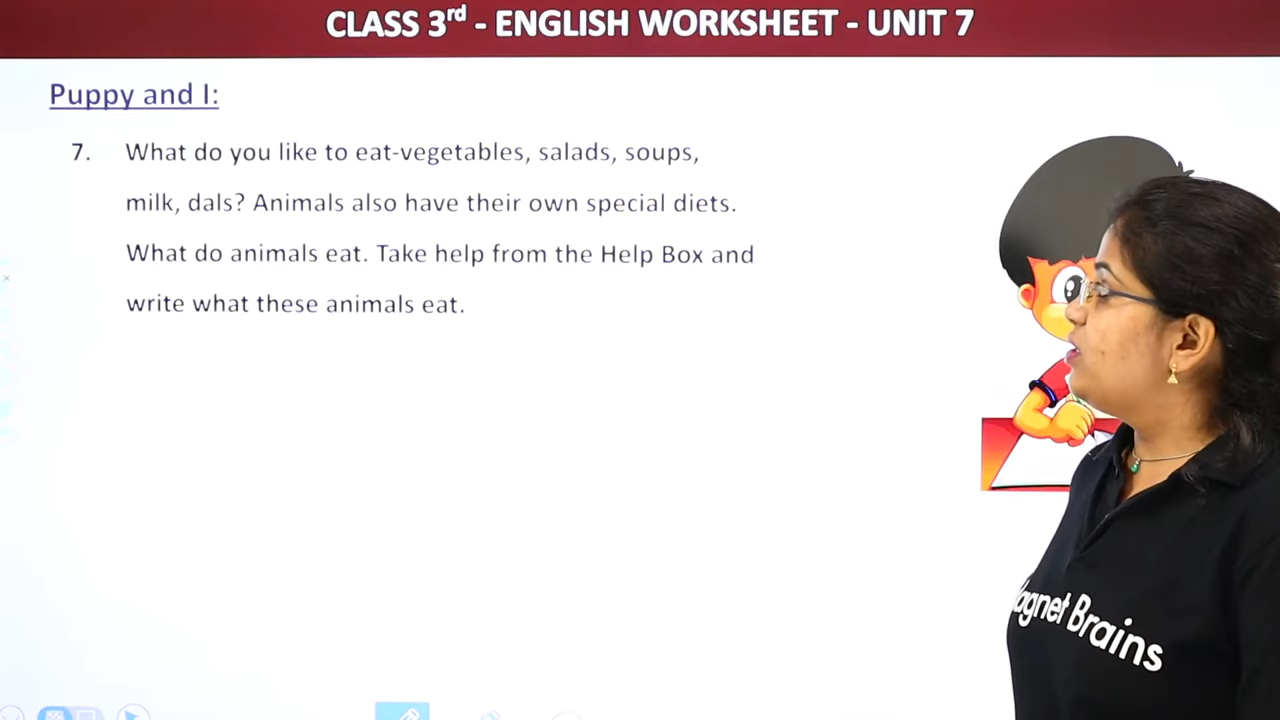 CLASS 3rd - ENGLISH WORKSHEET - UNIT 7
Puppy and I:
7. What do you like to eat-vegetables, salads, soups,
milk, dals? Animals also have their own special diets.
What do animals eat. Take help from the Help Box and
write what these animals eat.
Brains